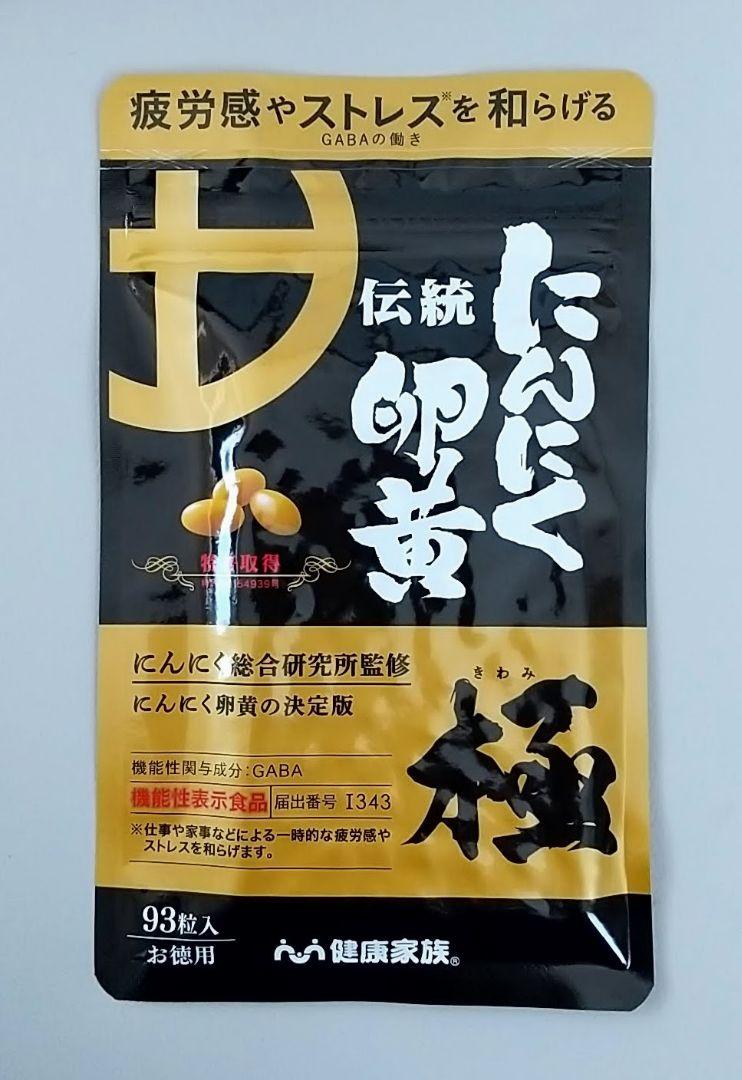 疲労感やストレス※を和らげる
GABAの働き
伝統
にんにく
卵黄
取得
にんにく総合研究所監修
にんにく卵黄の決定版
きわみ
極
機能性関与成分:GABA
機能性表示食品 届出番号 I343
※仕事や家事などによる一時的な疲労感や
ストレスを和らげます。
93粒入
お徳用
健康家族®